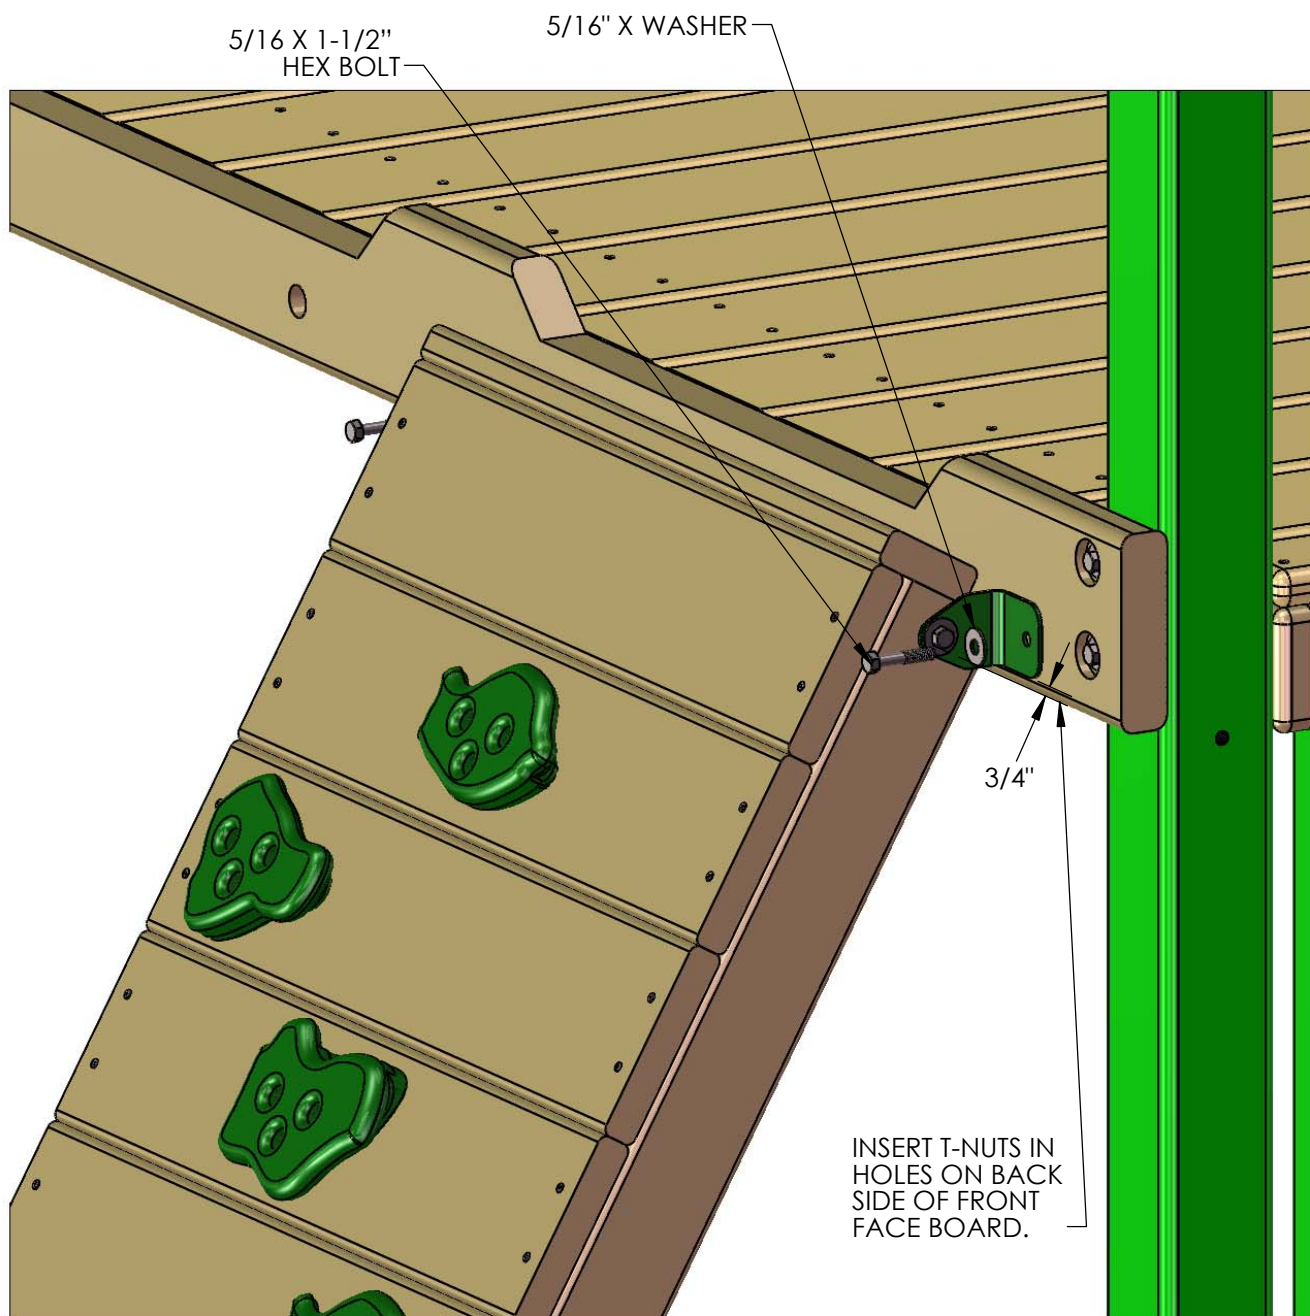 5/16 X 1-1/2”
HEX BOLT
5/16" X WASHER
3/4"
INSERT T-NUTS IN
HOLES ON BACK
SIDE OF FRONT
FACE BOARD.